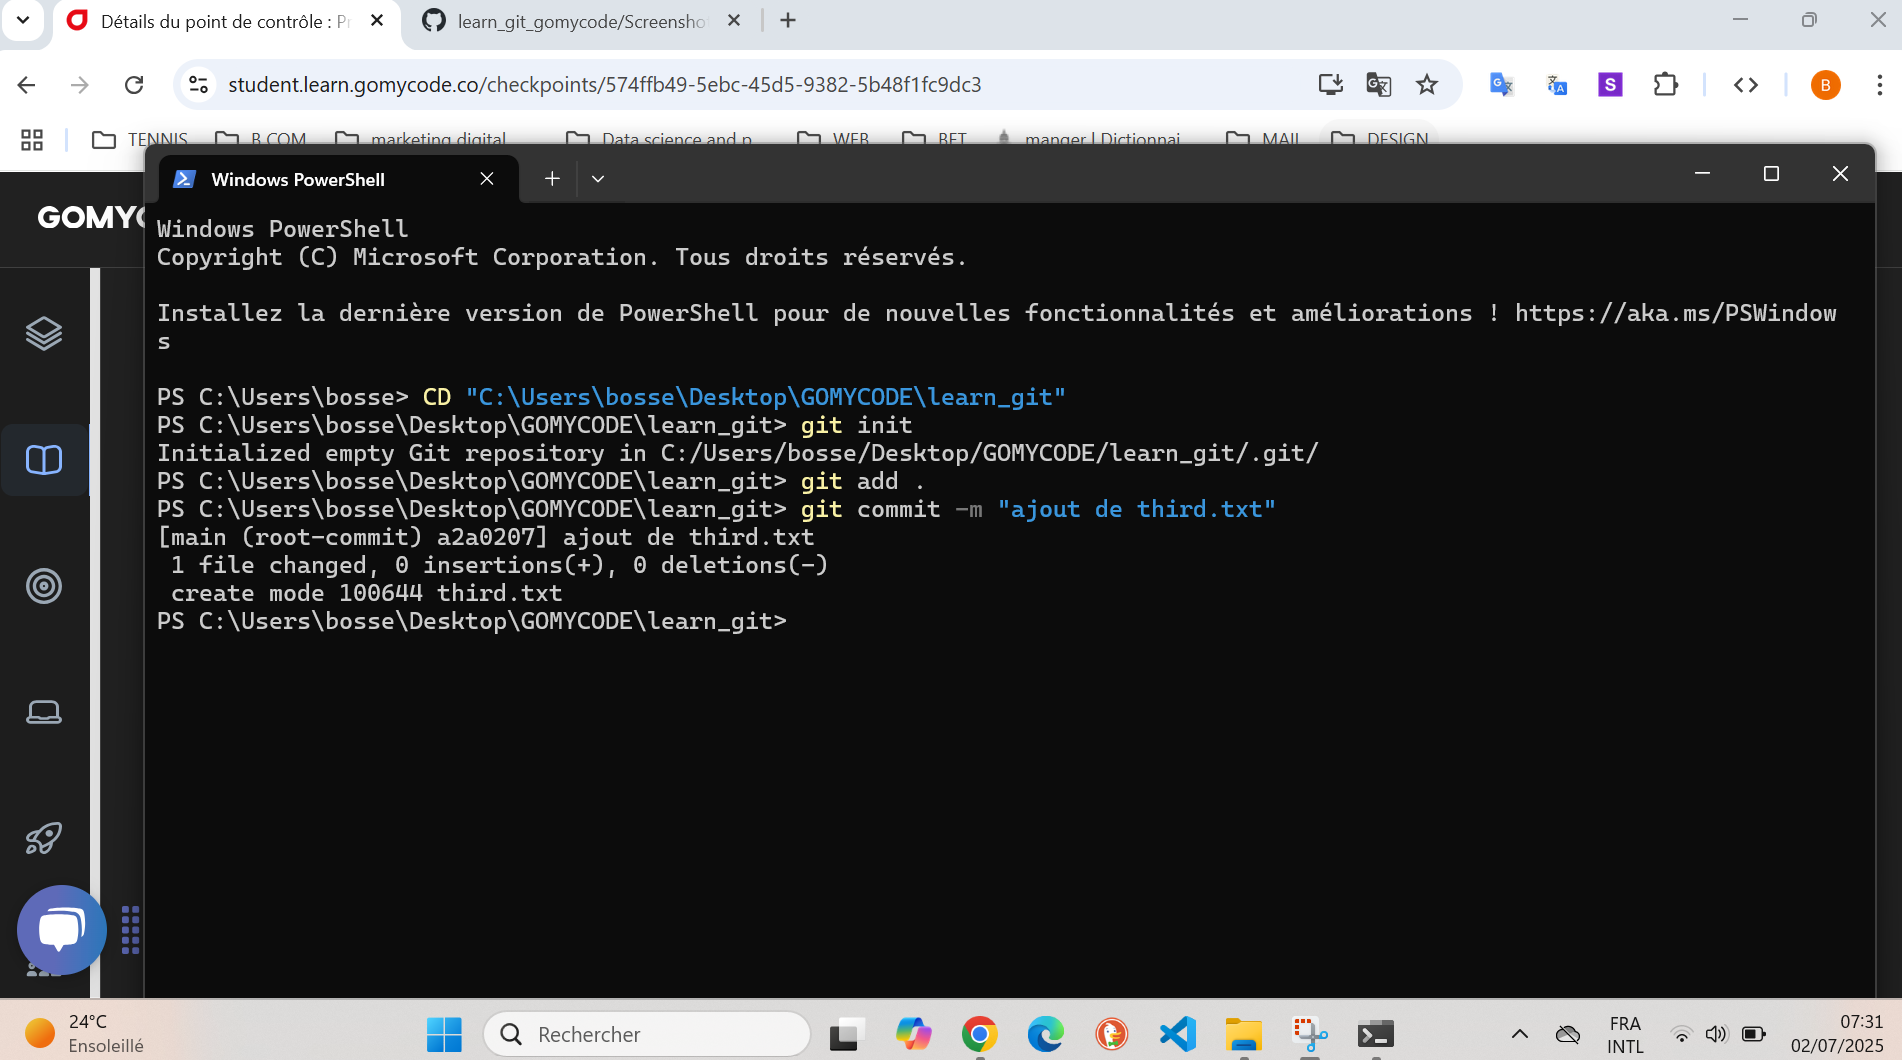 Détails du point de contrôle : Pr
learn_git_gomycode/Screensho
student.learn.gomycode.co/checkpoints/574ffb49-5ebc-45d5-9382-5b48f1fc9dc3
B
TENNIS
B COM
marketing digital
Data science and p
WEB
BET
manger | Dictionnai
MAIL
DESIGN
GOMYC
Windows PowerShell
Windows PowerShell
Copyright (C) Microsoft Corporation. Tous droits réservés.
Installez la dernière version de PowerShell pour de nouvelles fonctionnalités et améliorations ! https://aka.ms/PSWindow
s
PS C:\Users\bosse> CD "C:\Users\bosse\Desktop\GOMYCODE\learn_git"
PS C:\Users\bosse\Desktop\GOMYCODE\learn_git> git init
Initialized empty Git repository in C:/Users/bosse/Desktop/GOMYCODE/learn_git/.git/
PS C:\Users\bosse\Desktop\GOMYCODE\learn_git> git add .
PS C:\Users\bosse\Desktop\GOMYCODE\learn_git> git commit -m "ajout de third.txt"
[main (root-commit) a2a0207] ajout de third.txt
 1 file changed, 0 insertions(+), 0 deletions(-)
 create mode 100644 third.txt
PS C:\Users\bosse\Desktop\GOMYCODE\learn_git>
24°C
Ensoleillé
Rechercher
FRA
INTL
07:31
02/07/2025